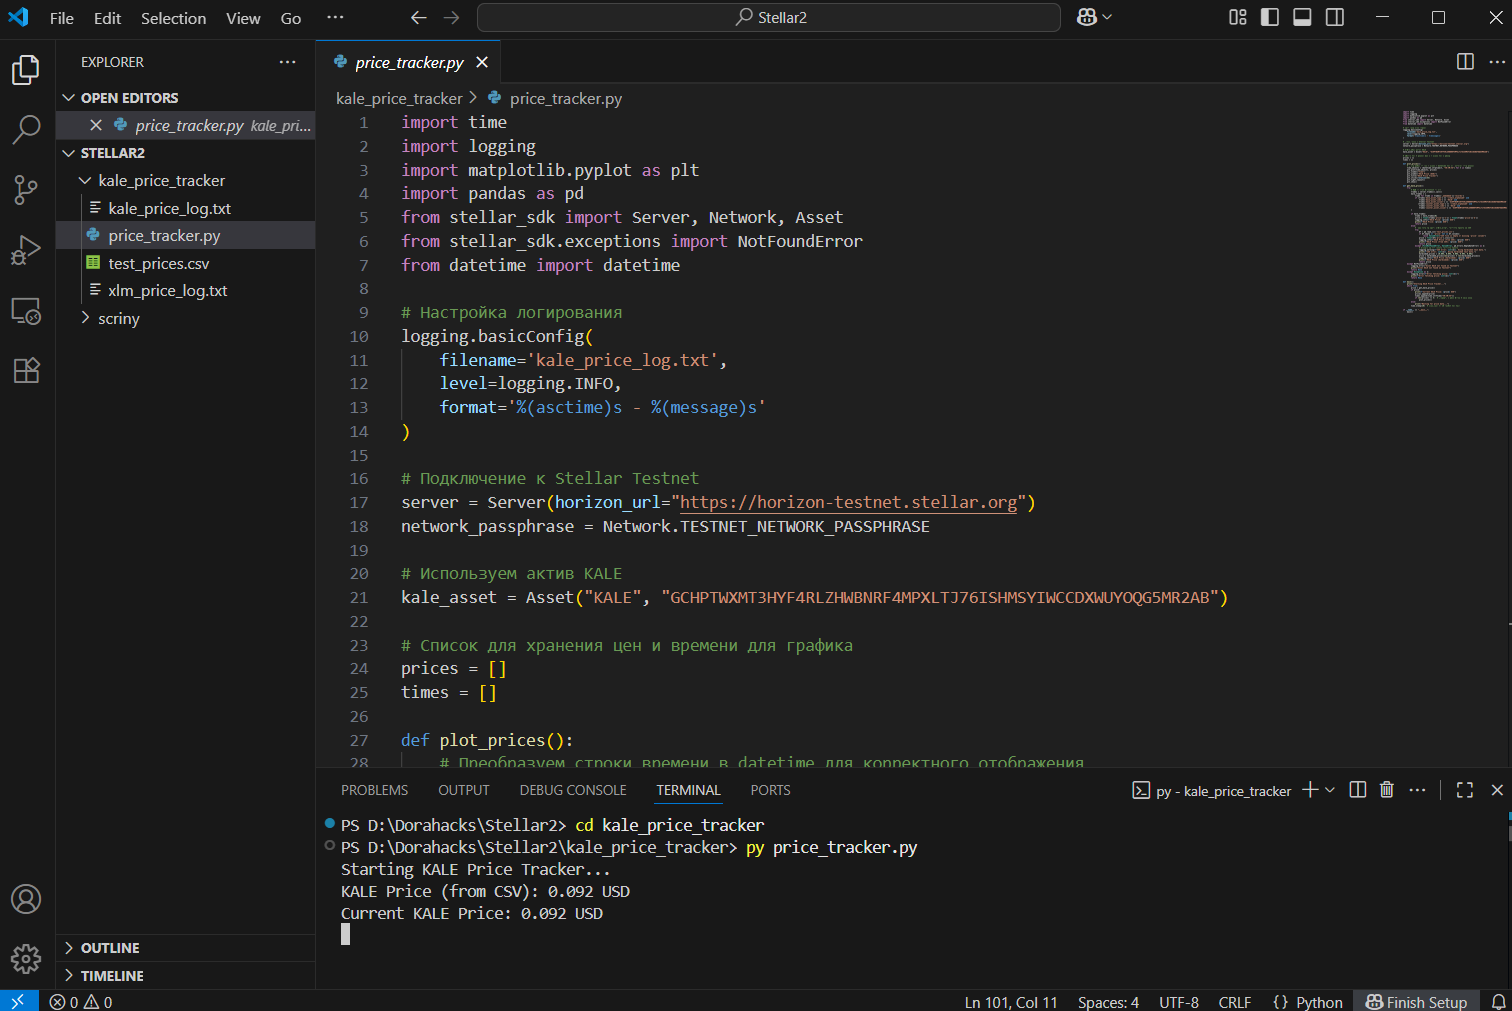 File Edit Selection View Go ···
Stellar2
EXPLORER ···
OPEN EDITORS
price_tracker.py kale_pri...
STELLAR2
kale_price_tracker
kale_price_log.txt
price_tracker.py
test_prices.csv
xlm_price_log.txt
scriny
OUTLINE
TIMELINE
price_tracker.py
kale_price_tracker > price_tracker.py
1 import time
2 import logging
3 import matplotlib.pyplot as plt
4 import pandas as pd
5 from stellar_sdk import Server, Network, Asset
6 from stellar_sdk.exceptions import NotFoundError
7 from datetime import datetime
8
9 # Настройка логирования
10 logging.basicConfig(
11 filename='kale_price_log.txt',
12 level=logging.INFO,
13 format='%(asctime)s - %(message)s'
14 )
15
16 # Подключение к Stellar Testnet
17 server = Server(horizon_url="https://horizon-testnet.stellar.org")
18 network_passphrase = Network.TESTNET_NETWORK_PASSPHRASE
19
20 # Используем актив KALE
21 kale_asset = Asset("KALE", "GCHPTWXMT3HYF4RLZHWBNRF4MPXLTJ76ISHMSYIWCCDXWUYOQG5MR2AB")
22
23 # Список для хранения цен и времени для графика
24 prices = []
25 times = []
26
27 def plot_prices():
28 # Преобразуем строки времени в datetime для корректного отображения
PROBLEMS OUTPUT DEBUG CONSOLE TERMINAL PORTS
py - kale_price_tracker
PS D:\Dorahacks\Stellar2> cd kale_price_tracker
PS D:\Dorahacks\Stellar2\kale_price_tracker> py price_tracker.py
Starting KALE Price Tracker...
KALE Price (from CSV): 0.092 USD
Current KALE Price: 0.092 USD
0 0
Ln 101, Col 11 Spaces: 4 UTF-8 CRLF {} Python Finish Setup